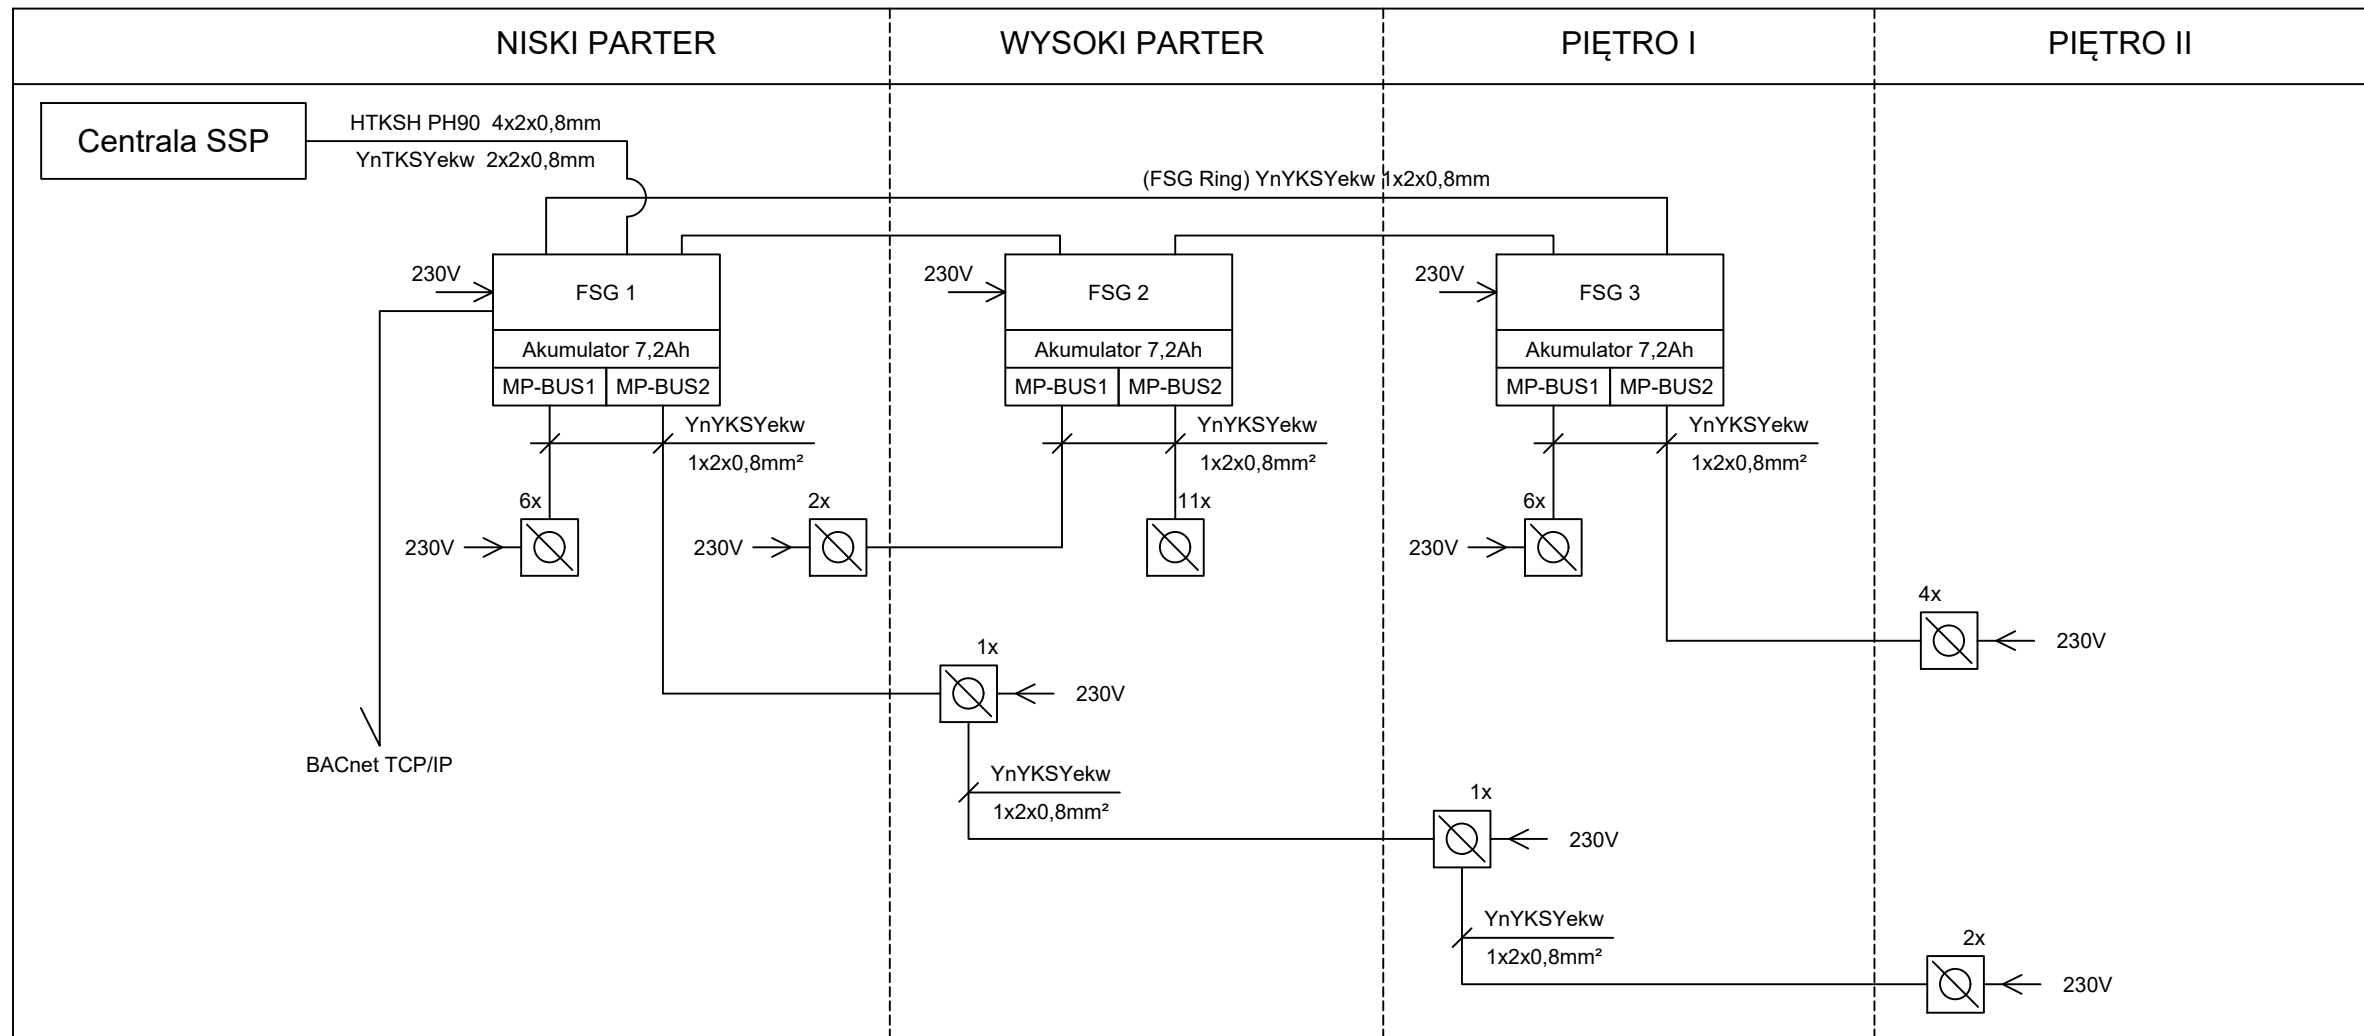 NISKI PARTER
WYSOKI PARTER
PIĘTRO I
PIĘTRO II
Centrala SSP
HTKSH PH90 4x2x0,8mm
YnTKSYekw 2x2x0,8mm
(FSG Ring) YnYKSYekw 1x2x0,8mm
230V
FSG 1
Akumulator 7,2Ah
MP-BUS1
MP-BUS2
230V
FSG 2
Akumulator 7,2Ah
MP-BUS1
MP-BUS2
230V
FSG 3
Akumulator 7,2Ah
MP-BUS1
MP-BUS2
YnYKSYekw
1x2x0,8mm²
YnYKSYekw
1x2x0,8mm²
YnYKSYekw
1x2x0,8mm²
6x
230V
2x
230V
11x
6x
230V
4x
230V
1x
230V
BACnet TCP/IP
YnYKSYekw
1x2x0,8mm²
1x
230V
YnYKSYekw
1x2x0,8mm²
2x
230V